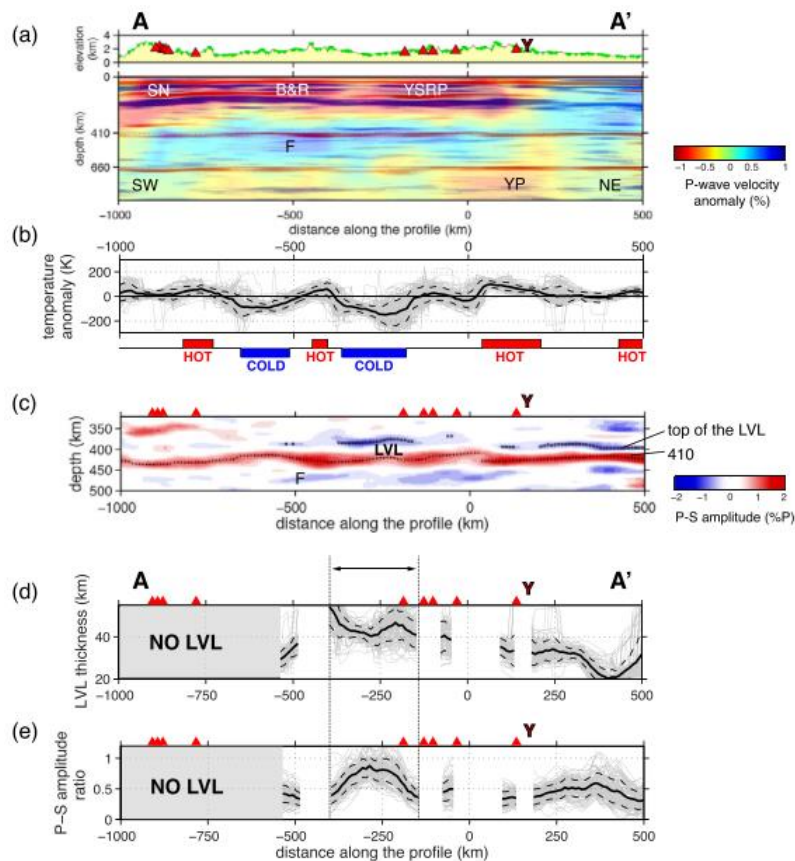 A A'
(a)
elevation (km)
4
2
0
Y
SN B&R YSRP
0
410
660
depth (km)
F
SW YP NE
-1000 -500 0 500
distance along the profile (km)
-1 -0.5 0 0.5 1
P-wave velocity
anomaly (%)
(b)
-1000 -500 0 500
temperature
anomaly (K)
200
0
-200
HOT COLD HOT COLD HOT HOT
(c)
Y
depth (km)
350
400
450
500
LVL
F
top of the LVL
410
-1000 -500 0 500
distance along the profile (km)
-2 -1 0 1 2
P-S amplitude (%P)
(d)
A A'
Y
LVL thickness (km)
40
20
NO LVL
-1000 -750 -500 -250 0 250 500
(e)
Y
P-S amplitude
ratio
1
0.5
0
NO LVL
-1000 -750 -500 -250 0 250 500
distance along the profile (km)